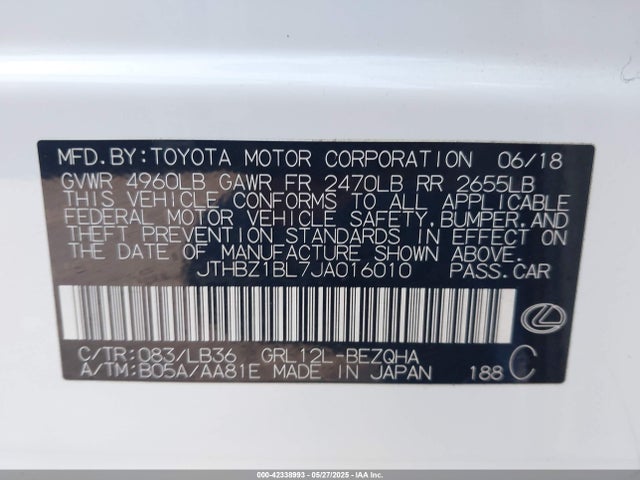 MFD. BY: TOYOTA MOTOR CORPORATION 06/18
GVWR 4960LB GAWR FR 2470LB RR 2655LB
THIS VEHICLE CONFORMS TO ALL APPLICABLE
FEDERAL MOTOR VEHICLE SAFETY, BUMPER, AND
THEFT PREVENTION STANDARDS IN EFFECT ON
THE DATE OF MANUFACTURE SHOWN ABOVE.
JTHBZ1BL7JA016010 PASS. CAR
C/TR: 083/LB36 GRL12L-BEZQHA
A/TM: B05A/AA81E MADE IN JAPAN 188 C
000-42338993 - 05/27/2025 - IAAI INC.